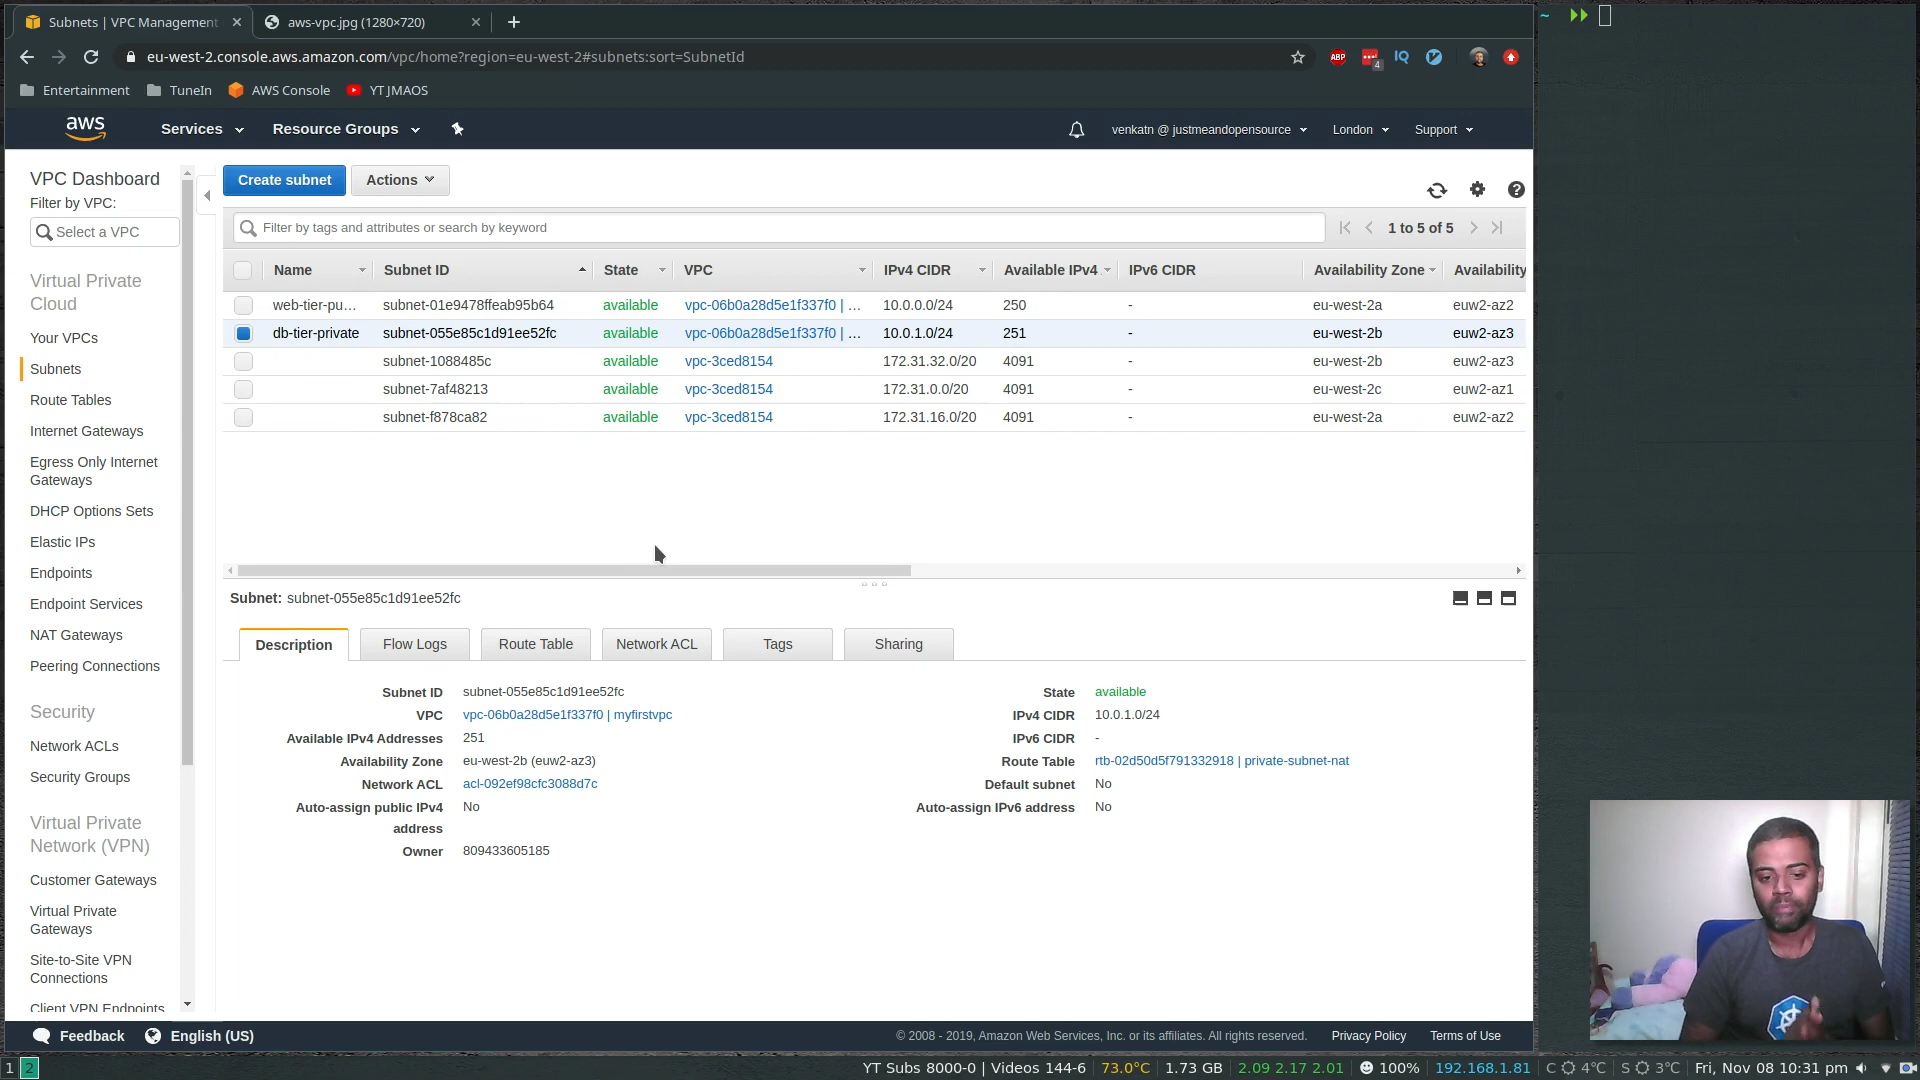 Subnets | VPC Management
aws-vpc.jpg (1280×720)
eu-west-2.console.aws.amazon.com/vpc/home?region=eu-west-2#subnets:sort=SubnetId
ABP
4
IQ
Entertainment
TuneIn
AWS Console
YT JMAOS
~
aws
Services
Resource Groups
venkatn @ justmeandopensource
London
Support
VPC Dashboard
Filter by VPC:
Select a VPC
Virtual Private
Cloud
Your VPCs
Subnets
Route Tables
Internet Gateways
Egress Only Internet
Gateways
DHCP Options Sets
Elastic IPs
Endpoints
Endpoint Services
NAT Gateways
Peering Connections
Security
Network ACLs
Security Groups
Virtual Private
Network (VPN)
Customer Gateways
Virtual Private
Gateways
Site-to-Site VPN
Connections
Client VPN Endpoints
Create subnet
Actions
Filter by tags and attributes or search by keyword
1 to 5 of 5
Name Subnet ID State VPC IPv4 CIDR Available IPv4 IPv6 CIDR Availability Zone Availability
web-tier-pu... subnet-01e9478ffeab95b64 available vpc-06b0a28d5e1f337f0 | ... 10.0.0.0/24 250 - eu-west-2a euw2-az2
db-tier-private subnet-055e85c1d91ee52fc available vpc-06b0a28d5e1f337f0 | ... 10.0.1.0/24 251 - eu-west-2b euw2-az3
subnet-1088485c available vpc-3ced8154 172.31.32.0/20 4091 - eu-west-2b euw2-az3
subnet-7af48213 available vpc-3ced8154 172.31.0.0/20 4091 - eu-west-2c euw2-az1
subnet-f878ca82 available vpc-3ced8154 172.31.16.0/20 4091 - eu-west-2a euw2-az2
Subnet: subnet-055e85c1d91ee52fc
Description
Flow Logs
Route Table
Network ACL
Tags
Sharing
Subnet ID subnet-055e85c1d91ee52fc
VPC vpc-06b0a28d5e1f337f0 | myfirstvpc
Available IPv4 Addresses 251
Availability Zone eu-west-2b (euw2-az3)
Network ACL acl-092ef98cfc3088d7c
Auto-assign public IPv4 No
address
Owner 809433605185
State available
IPv4 CIDR 10.0.1.0/24
IPv6 CIDR -
Route Table rtb-02d50d5f791332918 | private-subnet-nat
Default subnet No
Auto-assign IPv6 address No
Feedback
English (US)
© 2008 - 2019, Amazon Web Services, Inc. or its affiliates. All rights reserved.
Privacy Policy
Terms of Use
1 2
YT Subs 8000-0 | Videos 144-6 73.0°C 1.73 GB 2.09 2.17 2.01 100% 192.168.1.81 C 4°C S 3°C Fri, Nov 08 10:31 pm